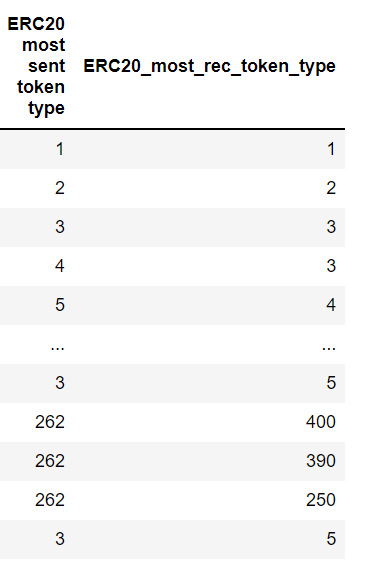 ERC20
most
sent
token
type
ERC20_most_rec_token_type
1 1
2 2
3 3
4 3
5 4
... ...
3 5
262 400
262 390
262 250
3 5